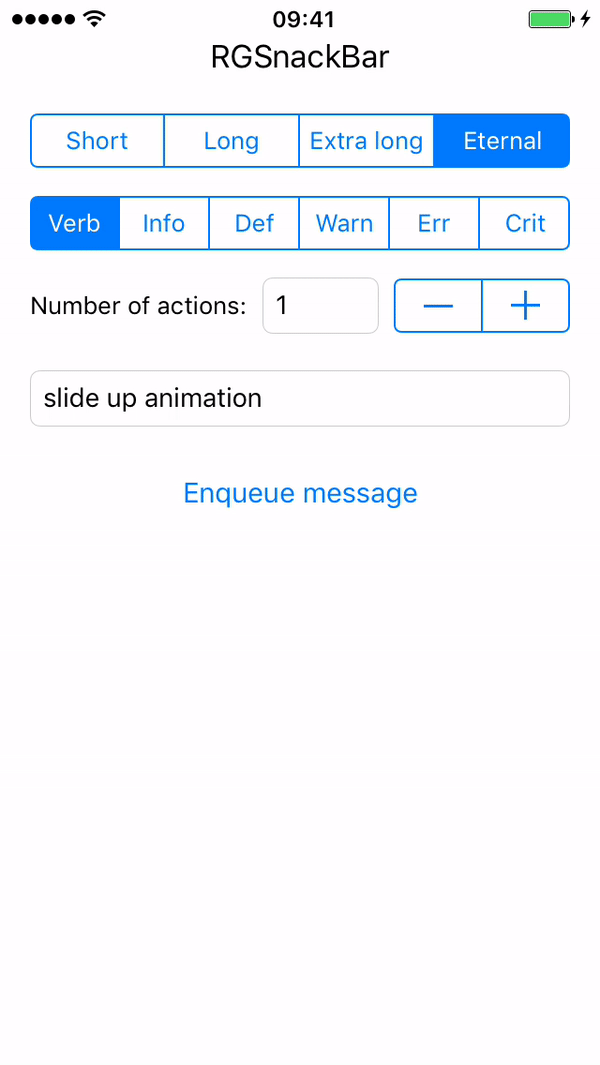 09:41
RGSnackBar
Short Long Extra long Eternal
Verb Info Def Warn Err Crit
Number of actions: 1
slide up animation
Enqueue message